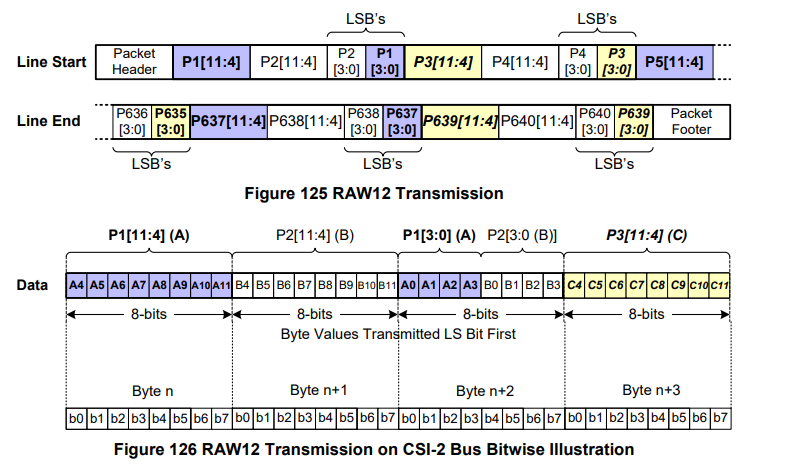 LSB's LSB's
Line Start Packet Header P1[11:4] P2[11:4] P2 [3:0] P1 [3:0] P3[11:4] P4[11:4] P4 [3:0] P3 [3:0] P5[11:4]
Line End P636 [3:0] P635 [3:0] P637[11:4] P638[11:4] P638 [3:0] P637 [3:0] P639[11:4] P640[11:4] P640 [3:0] P639 [3:0] Packet Footer
LSB's LSB's LSB's
Figure 125 RAW12 Transmission
P1[11:4] (A) P2[11:4] (B) P1[3:0] (A) P2[3:0 (B)] P3[11:4] (C)
Data A4 A5 A6 A7 A8 A9 A10 A11 B4 B5 B6 B7 B8 B9 B10 B11 A0 A1 A2 A3 B0 B1 B2 B3 C4 C5 C6 C7 C8 C9 C10 C11
8-bits 8-bits 8-bits 8-bits
Byte Values Transmitted LS Bit First
Byte n Byte n+1 Byte n+2 Byte n+3
b0 b1 b2 b3 b4 b5 b6 b7 b0 b1 b2 b3 b4 b5 b6 b7 b0 b1 b2 b3 b4 b5 b6 b7 b0 b1 b2 b3 b4 b5 b6 b7
Figure 126 RAW12 Transmission on CSI-2 Bus Bitwise Illustration